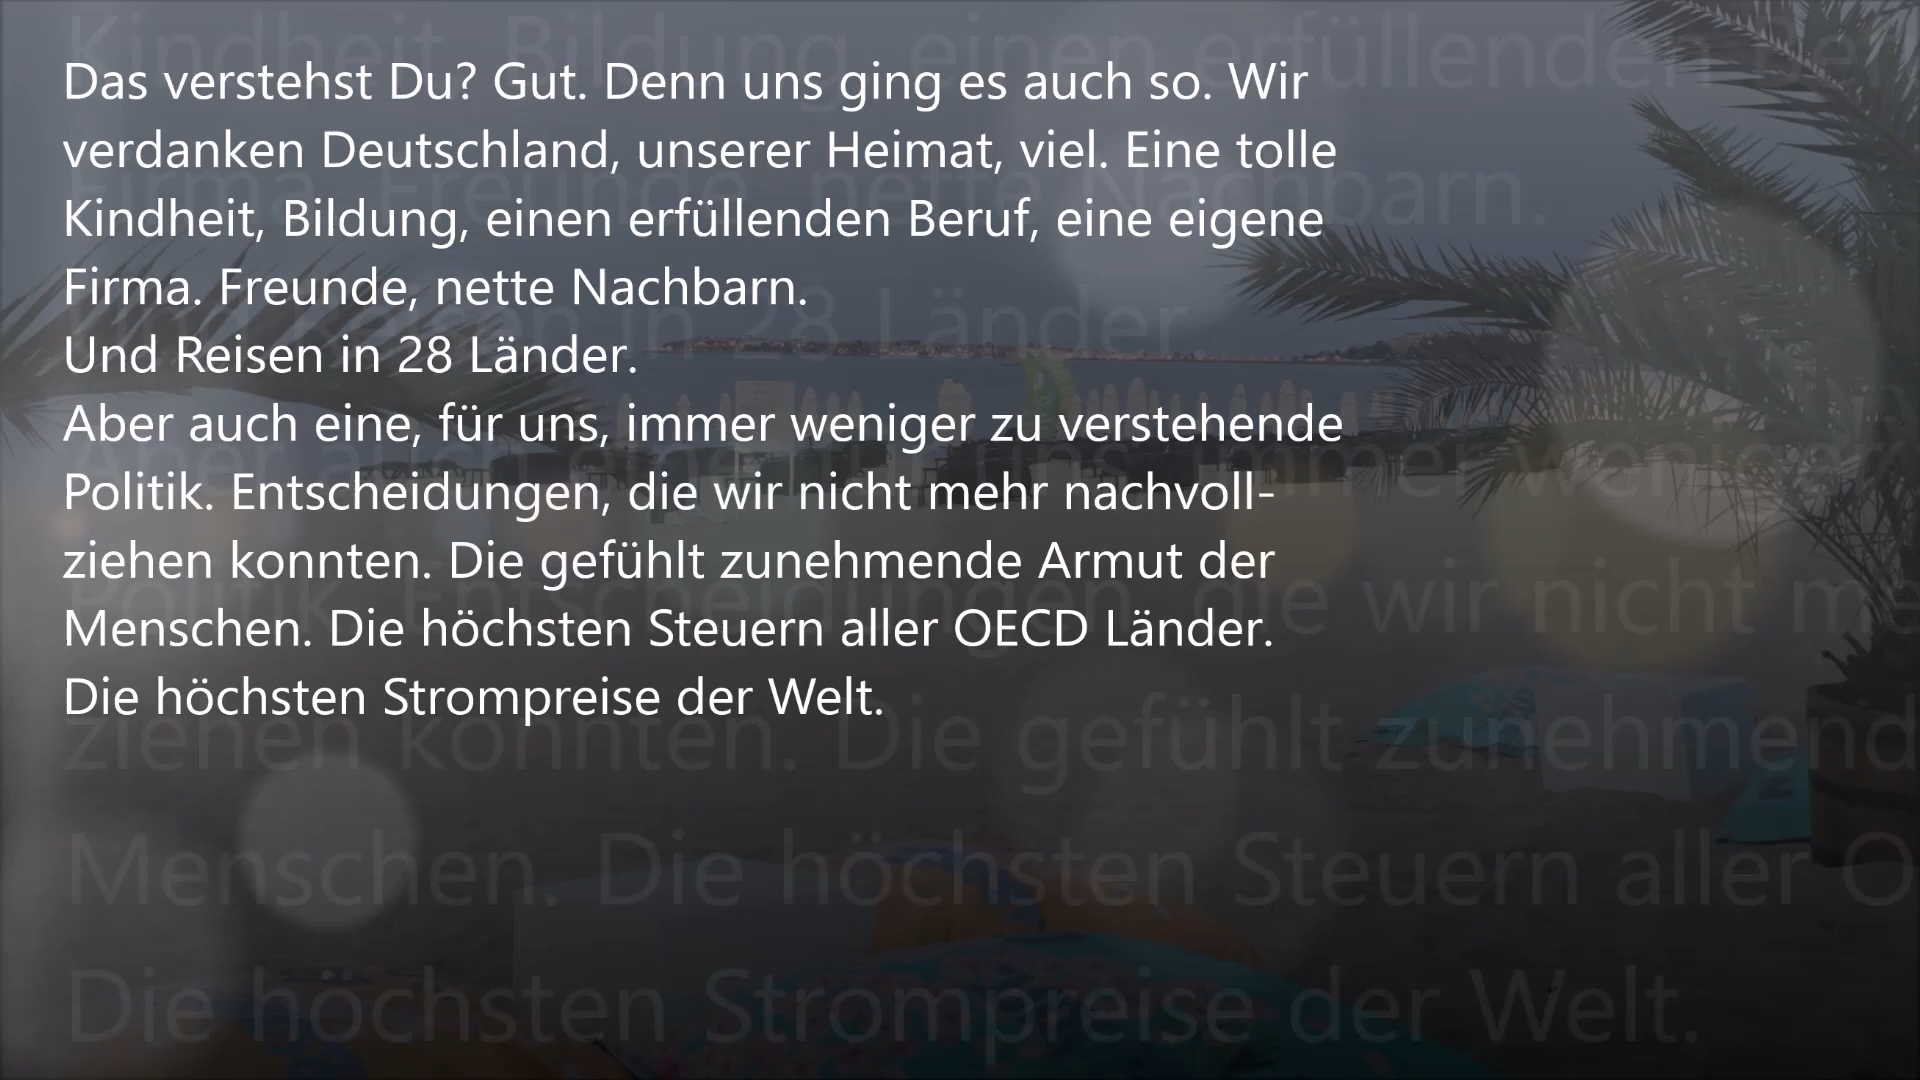 Das verstehst Du? Gut. Denn uns ging es auch so. Wir
verdanken Deutschland, unserer Heimat, viel. Eine tolle
Kindheit, Bildung, einen erfüllenden Beruf, eine eigene
Firma. Freunde, nette Nachbarn.
Und Reisen in 28 Länder.
Aber auch eine, für uns, immer weniger zu verstehende
Politik. Entscheidungen, die wir nicht mehr nachvoll-
ziehen konnten. Die gefühlt zunehmende Armut der
Menschen. Die höchsten Steuern aller OECD Länder.
Die höchsten Strompreise der Welt.